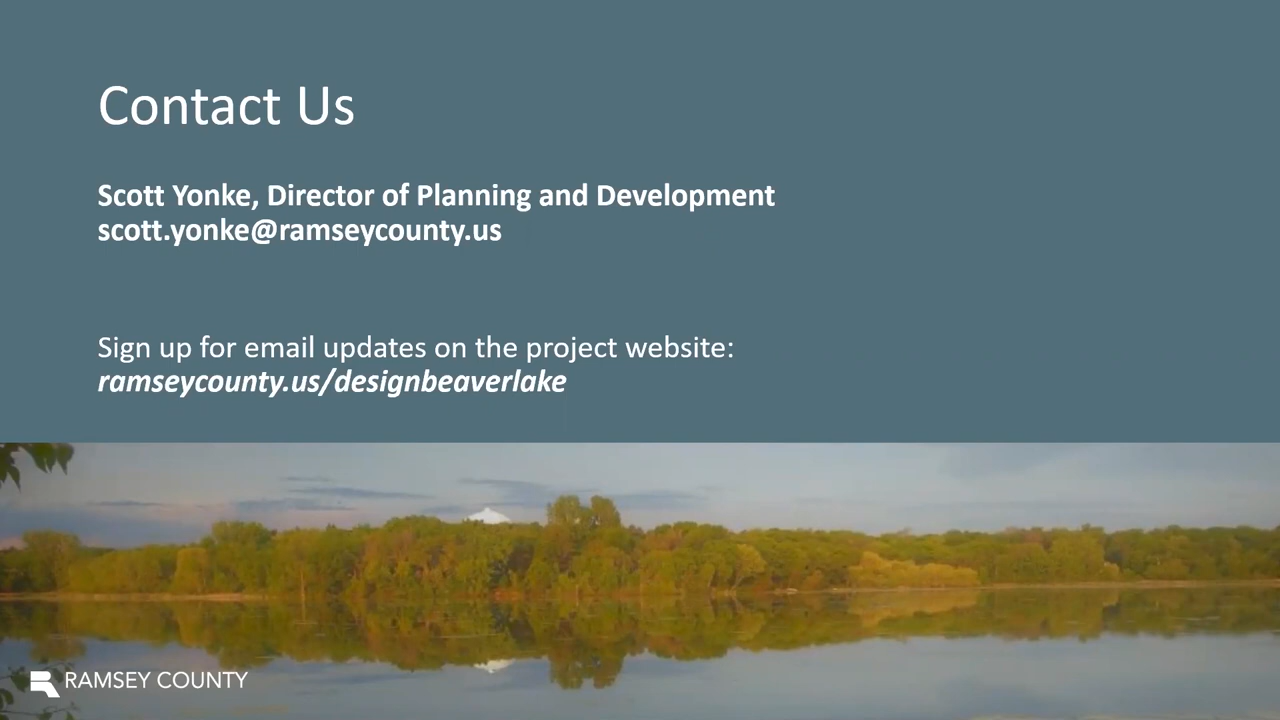 Contact Us
Scott Yonke, Director of Planning and Development
scott.yonke@ramseycounty.us
Sign up for email updates on the project website:
ramseycounty.us/designbeaverlake
RAMSEY COUNTY